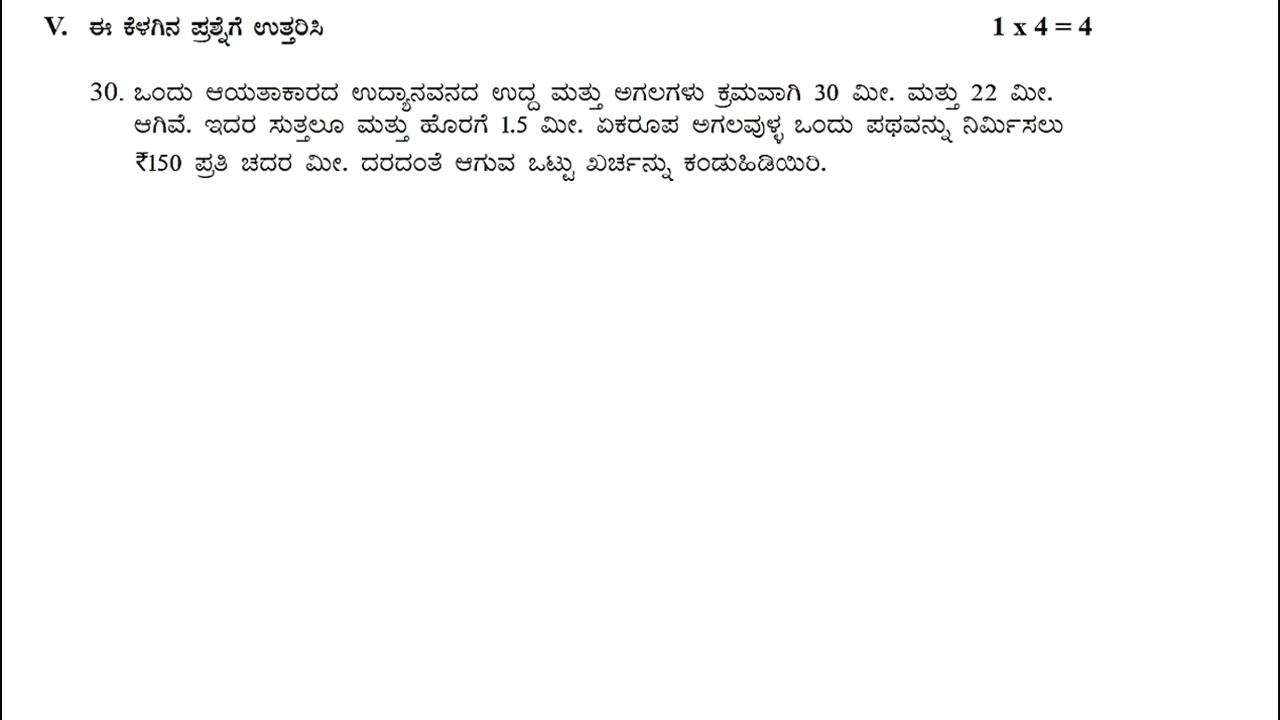 V. ಈ ಕೆಳಗಿನ ಪ್ರಶ್ನೆಗೆ ಉತ್ತರಿಸಿ 1 x 4 = 4
30. ಒಂದು ಆಯತಾಕಾರದ ಉದ್ಯಾನವನದ ಉದ್ದ ಮತ್ತು ಅಗಲಗಳು ಕ್ರಮವಾಗಿ 30 ಮೀ. ಮತ್ತು 22 ಮೀ.
ಆಗಿವೆ. ಇದರ ಸುತ್ತಲೂ ಮತ್ತು ಹೊರಗೆ 1.5 ಮೀ. ಏಕರೂಪ ಅಗಲವುಳ್ಳ ಒಂದು ಪಥವನ್ನು ನಿರ್ಮಿಸಲು
₹150 ಪ್ರತಿ ಚದರ ಮೀ. ದರದಂತೆ ಆಗುವ ಒಟ್ಟು ಖರ್ಚನ್ನು ಕಂಡುಹಿಡಿಯಿರಿ.